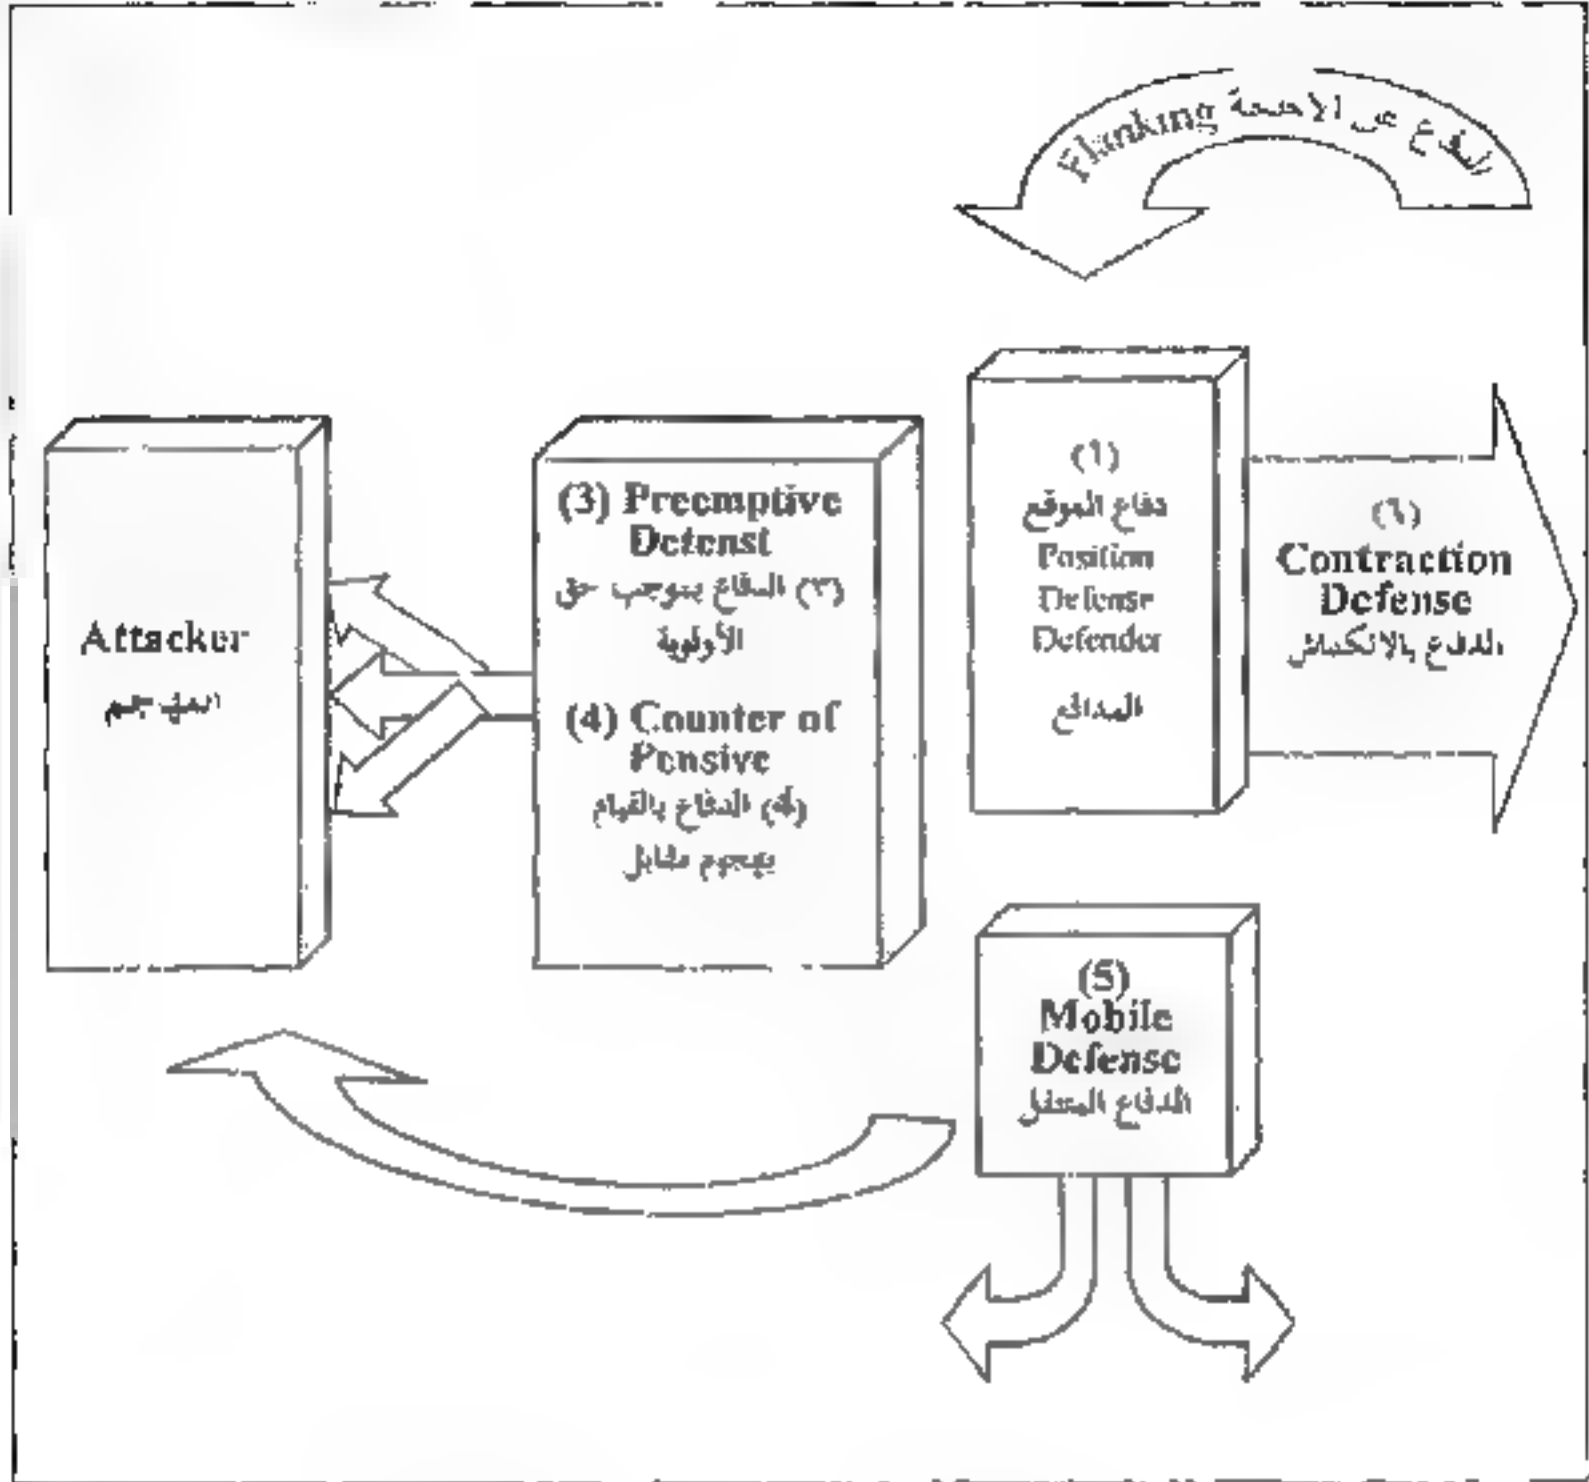 Flanking الدفاع عن الأجنحة
Attacker
المهاجم
(3) Preemptive
Defenst
(٣) الدفاع بموجب حق
الأولوية
(4) Counter of
Pensive
(4) الدفاع بالقيام
بهجوم مقابل
(1)
دفاع الموقع
Position
Defense
Defender
المدافع
(٦)
Contraction
Defense
الدفاع بالانكماش
(5)
Mobile
Defense
الدفاع المتنقل